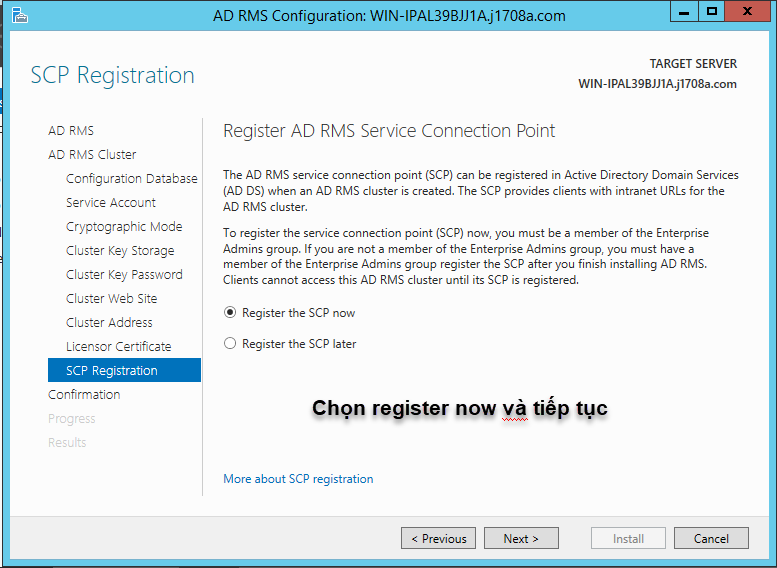 AD RMS Configuration: WIN-IPAL39BJJ1A.j1708a.com
SCP Registration
TARGET SERVER
WIN-IPAL39BJJ1A.j1708a.com
AD RMS
AD RMS Cluster
Configuration Database
Service Account
Cryptographic Mode
Cluster Key Storage
Cluster Key Password
Cluster Web Site
Cluster Address
Licensor Certificate
SCP Registration
Confirmation
Progress
Results
Register AD RMS Service Connection Point
The AD RMS service connection point (SCP) can be registered in Active Directory Domain Services
(AD DS) when an AD RMS cluster is created. The SCP provides clients with intranet URLs for the
AD RMS cluster.
To register the service connection point (SCP) now, you must be a member of the Enterprise
Admins group. If you are not a member of the Enterprise Admins group, you must have a
member of the Enterprise Admins group register the SCP after you finish installing AD RMS.
Clients cannot access this AD RMS cluster until its SCP is registered.
Register the SCP now
Register the SCP later
Chọn register now và tiếp tục
More about SCP registration
< Previous
Next >
Install
Cancel